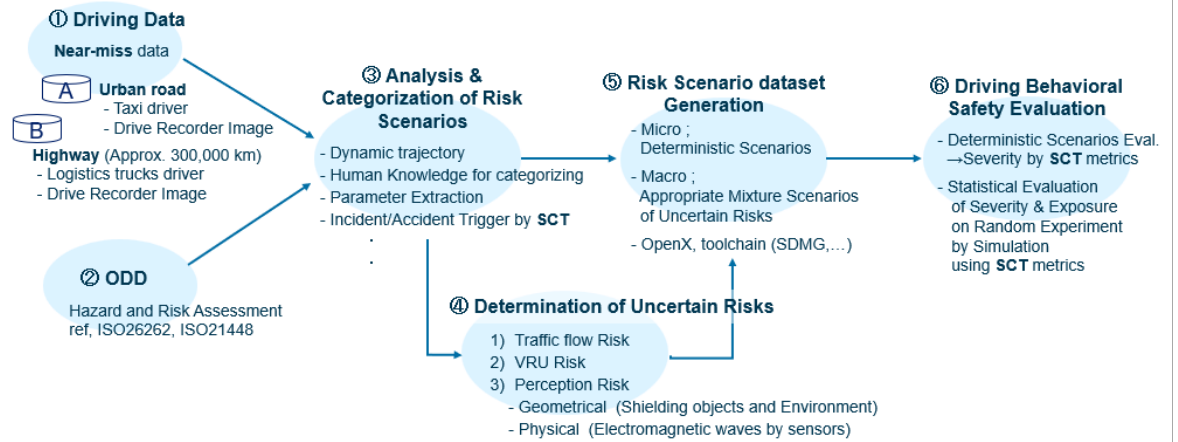 ① Driving Data
Near-miss data
A
Urban road
- Taxi driver
- Drive Recorder Image
B
Highway (Approx. 300,000 km)
- Logistics trucks driver
- Drive Recorder Image
② ODD
Hazard and Risk Assessment
ref, ISO26262, ISO21448
③ Analysis &
Categorization of Risk
Scenarios
- Dynamic trajectory
- Human Knowledge for categorizing
- Parameter Extraction
- Incident/Accident Trigger by SCT
.
.
④ Determination of Uncertain Risks
1) Traffic flow Risk
2) VRU Risk
3) Perception Risk
- Geometrical (Shielding objects and Environment)
- Physical (Electromagnetic waves by sensors)
⑤ Risk Scenario dataset
Generation
- Micro ;
Deterministic Scenarios
- Macro ;
Appropriate Mixture Scenarios
of Uncertain Risks
- OpenX, toolchain (SDMG,...)
⑥ Driving Behavioral
Safety Evaluation
- Deterministic Scenarios Eval.
→Severity by SCT metrics
- Statistical Evaluation
of Severity & Exposure
on Random Experiment
by Simulation
using SCT metrics